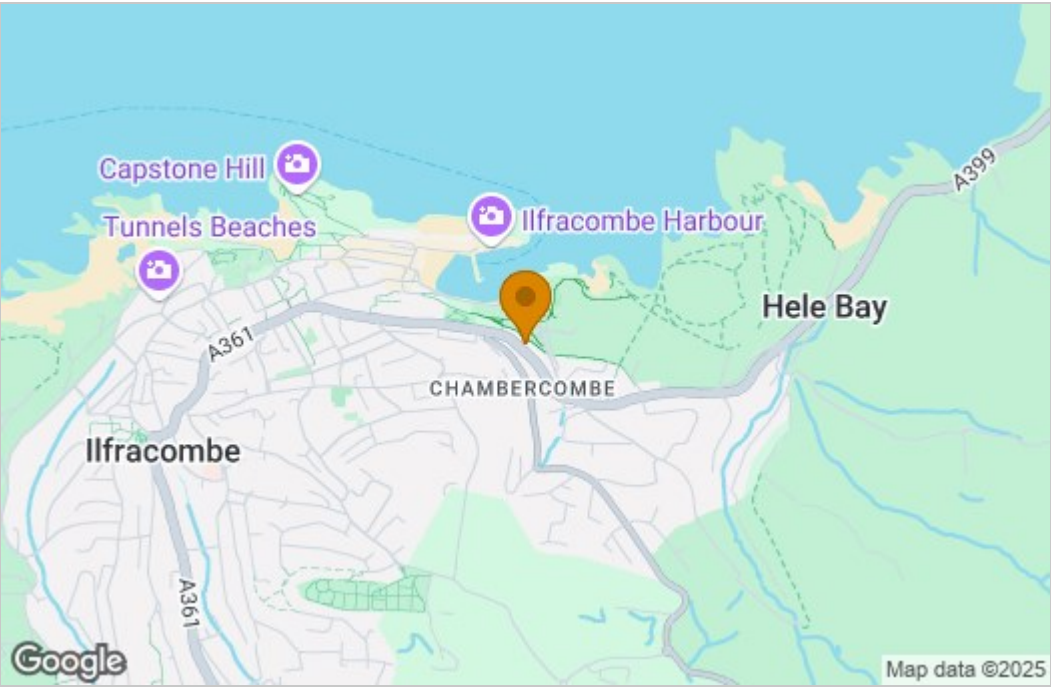 A399
Capstone Hill
Ilfracombe Harbour
Tunnels Beaches
Hele Bay
A361
CHAMBERCOMBE
Ilfracombe
A361
Google
Map data ©2025